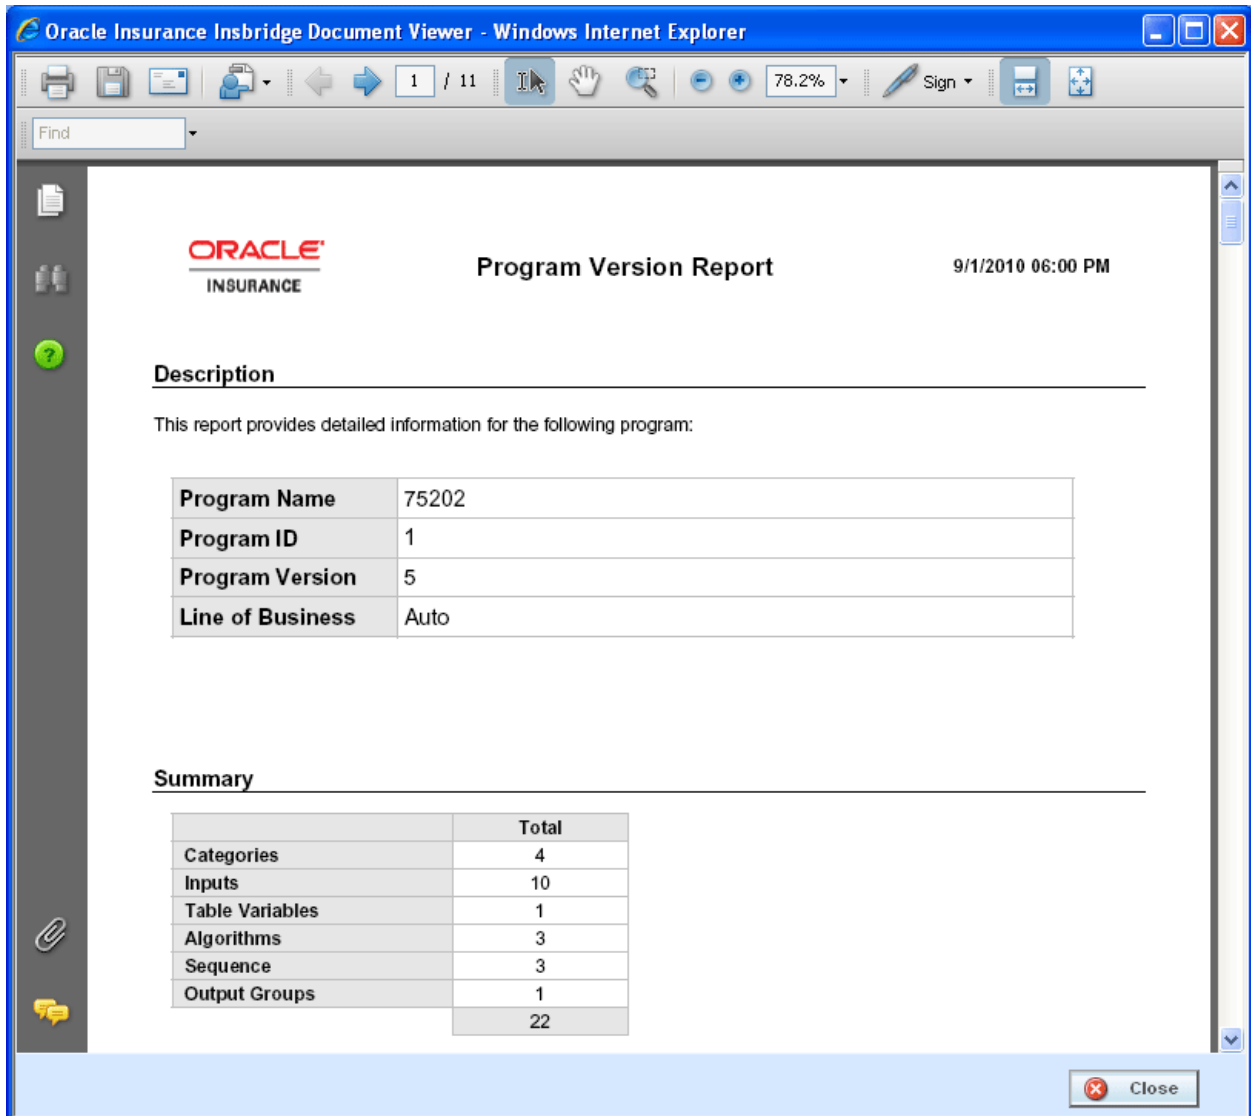 Oracle Insurance Insbridge Document Viewer - Windows Internet Explorer
1 / 11 78.2% Sign
Find
ORACLE
INSURANCE
Program Version Report
9/1/2010 06:00 PM
Description
This report provides detailed information for the following program:
Program Name 75202
Program ID 1
Program Version 5
Line of Business Auto
Summary
Total
Categories 4
Inputs 10
Table Variables 1
Algorithms 3
Sequence 3
Output Groups 1
22
Close